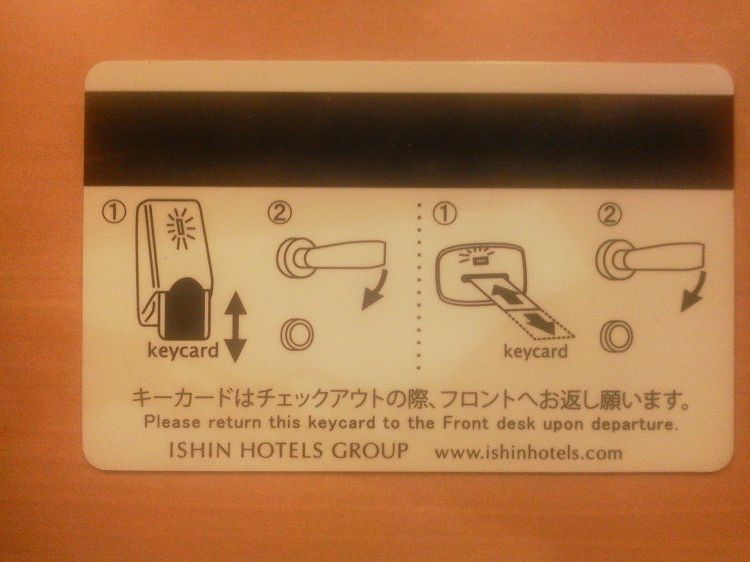 ① ② ① ②
keycard keycard
キーカードはチェックアウトの際、フロントへお返し願います。
Please return this keycard to the Front desk upon departure.
ISHIN HOTELS GROUP www.ishinhotels.com